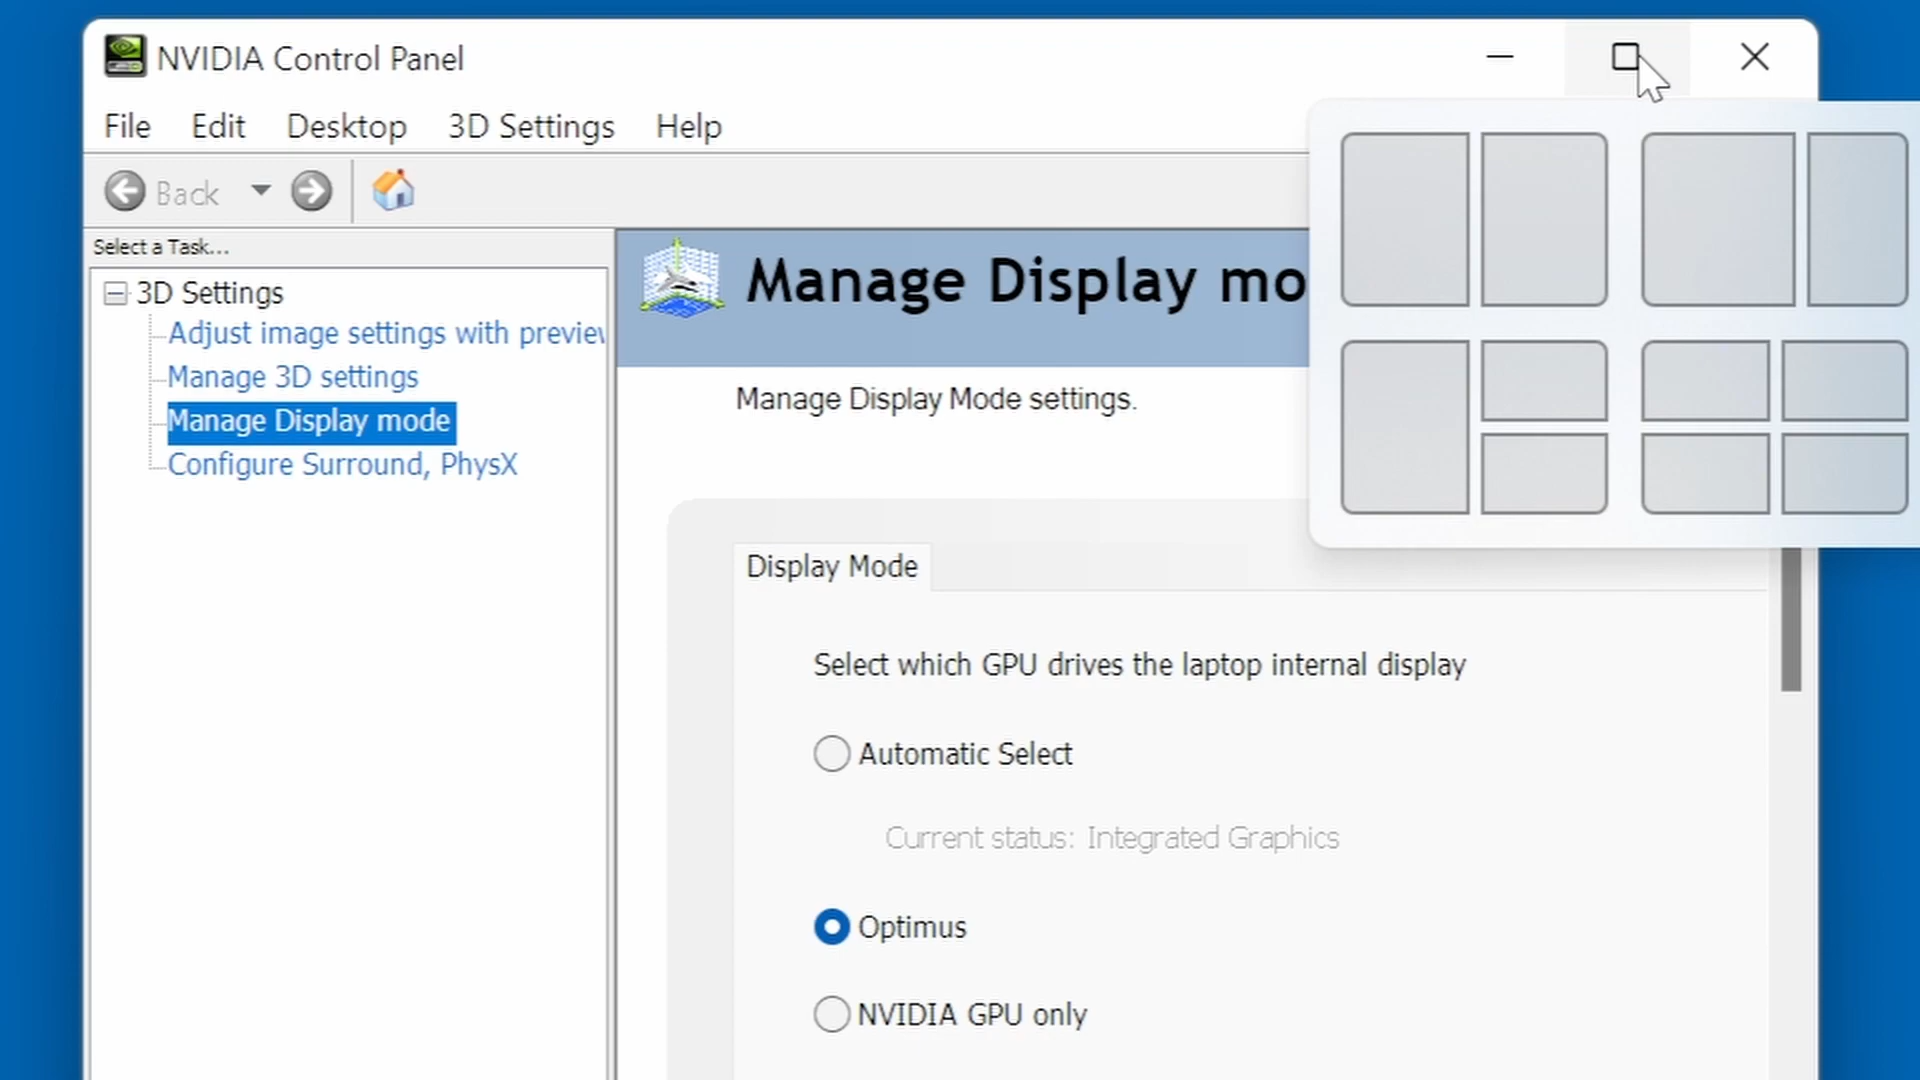 NVIDIA Control Panel
File Edit Desktop 3D Settings Help
Back
Select a Task...
3D Settings
Adjust image settings with preview
Manage 3D settings
Manage Display mode
Configure Surround, PhysX
Manage Display mo
Manage Display Mode settings.
Display Mode
Select which GPU drives the laptop internal display
Automatic Select
Current status: Integrated Graphics
Optimus
NVIDIA GPU only